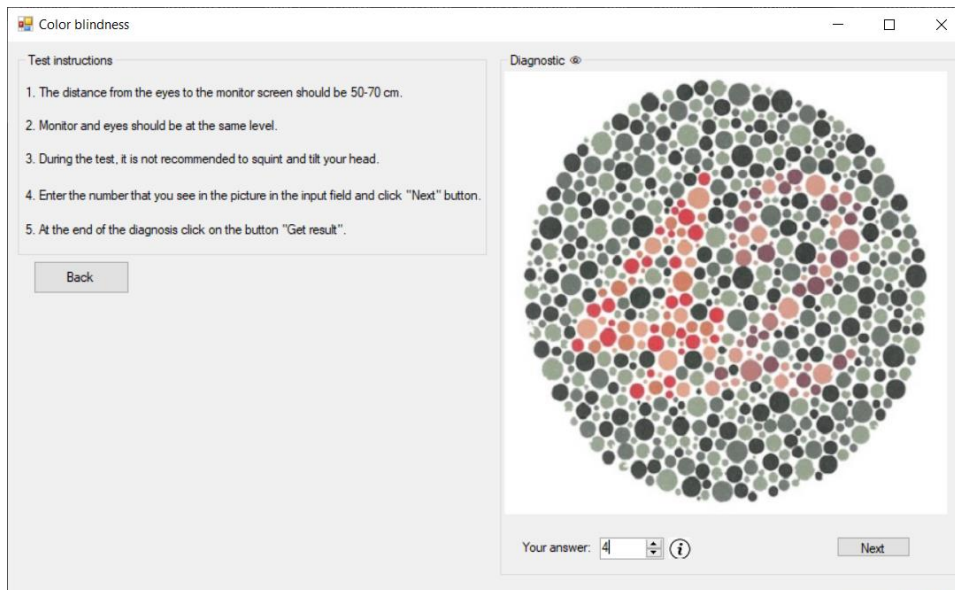 Color blindness
Test instructions
1. The distance from the eyes to the monitor screen should be 50-70 cm.
2. Monitor and eyes should be at the same level.
3. During the test, it is not recommended to squint and tilt your head.
4. Enter the number that you see in the picture in the input field and click "Next" button.
5. At the end of the diagnosis click on the button "Get result".
Back
Diagnostic
42
Your answer: 4
Next